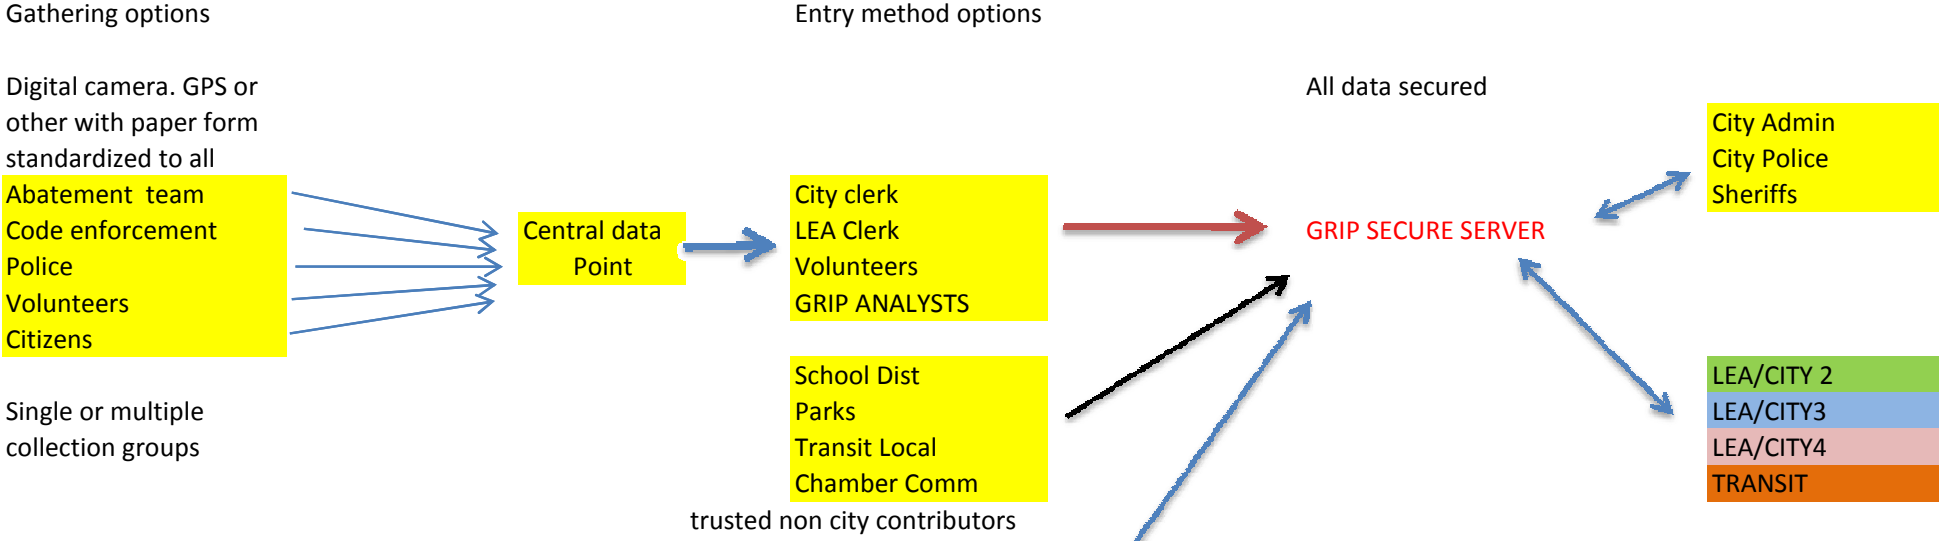 Gathering options
Entry method options
Digital camera. GPS or
other with paper form
standardized to all
All data secured
Abatement team
Code enforcement
Police
Volunteers
Citizens
Central data
Point
City clerk
LEA Clerk
Volunteers
GRIP ANALYSTS
GRIP SECURE SERVER
City Admin
City Police
Sheriffs
Single or multiple
collection groups
School Dist
Parks
Transit Local
Chamber Comm
trusted non city contributors
LEA/CITY 2
LEA/CITY3
LEA/CITY4
TRANSIT